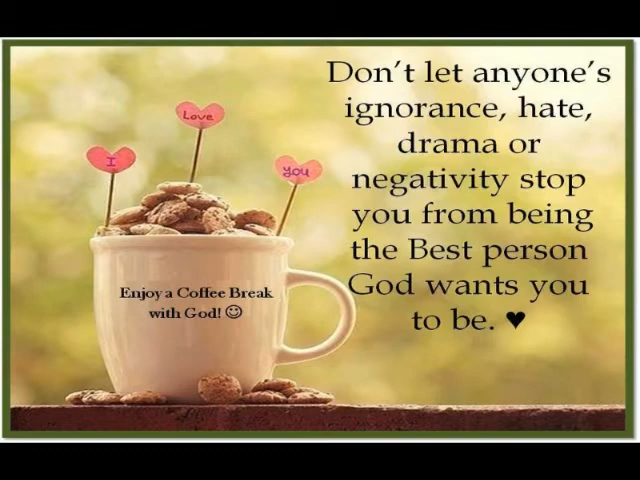 I
Love
you
Enjoy a Coffee Break
with God! ☺
Don't let anyone's
ignorance, hate,
drama or
negativity stop
you from being
the Best person
God wants you
to be. ♥